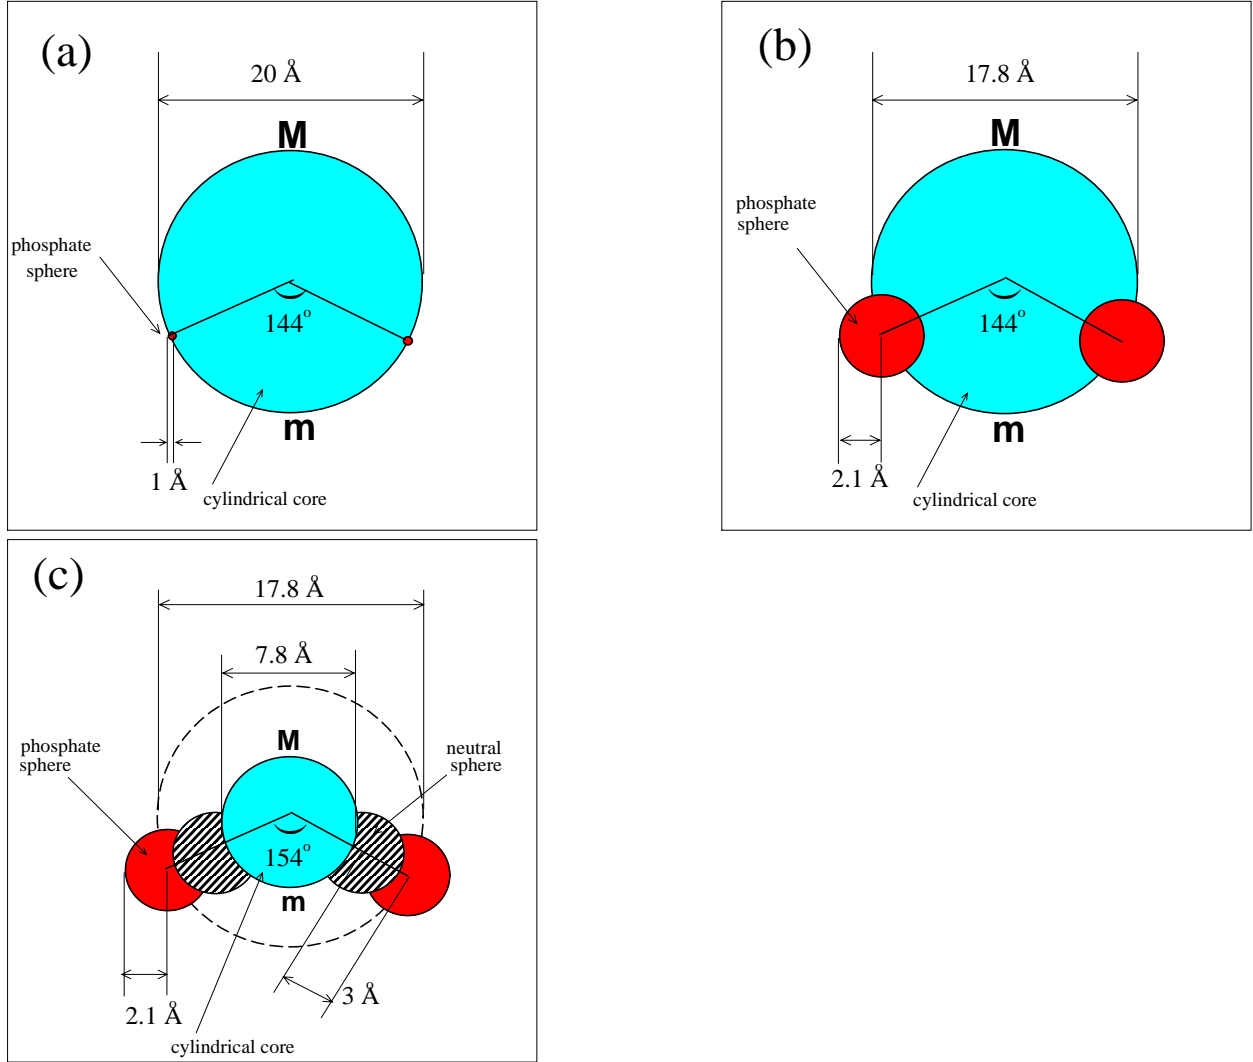 (a)
20 Å
M
phosphate
sphere
144°
m
1 Å
cylindrical core
(b)
17.8 Å
M
phosphate
sphere
144°
m
2.1 Å
cylindrical core
(c)
17.8 Å
7.8 Å
M
phosphate
sphere
neutral
sphere
154°
m
3 Å
2.1 Å
cylindrical core